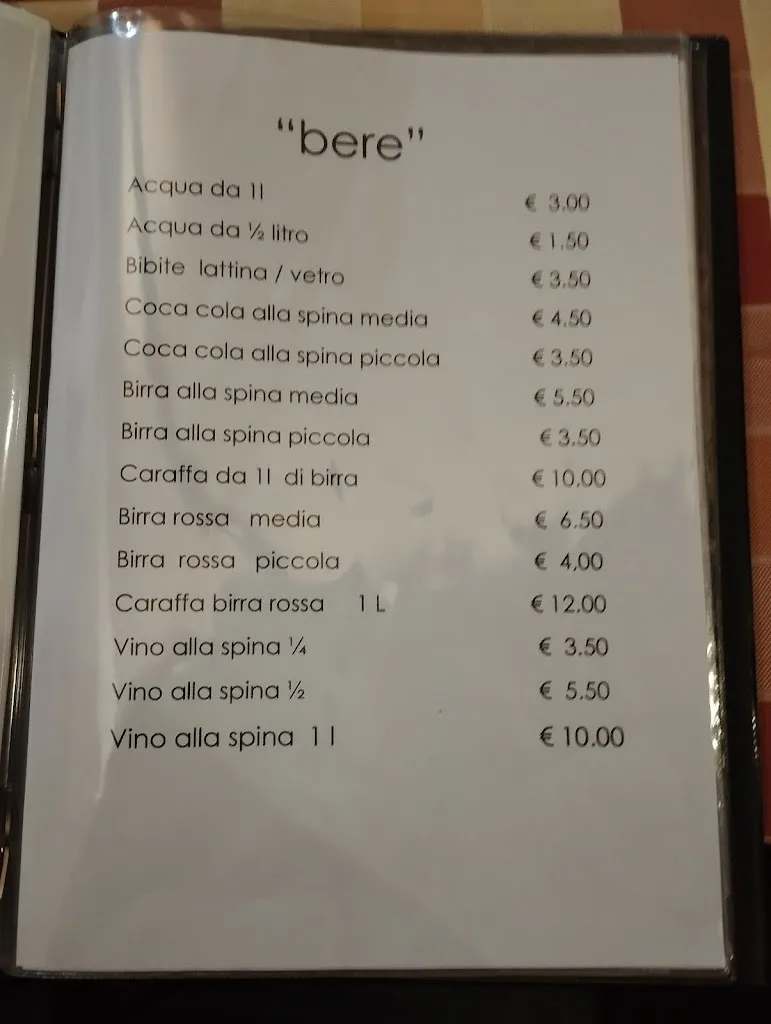 “bere”
Acqua da 1l € 3.00
Acqua da ½ litro € 1.50
Bibite lattina / vetro € 3.50
Coca cola alla spina media € 4.50
Coca cola alla spina piccola € 3.50
Birra alla spina media € 5.50
Birra alla spina piccola € 3.50
Caraffa da 1l di birra € 10.00
Birra rossa media € 6.50
Birra rossa piccola € 4,00
Caraffa birra rossa 1 L € 12.00
Vino alla spina ¼ € 3.50
Vino alla spina ½ € 5.50
Vino alla spina 1 l € 10.00